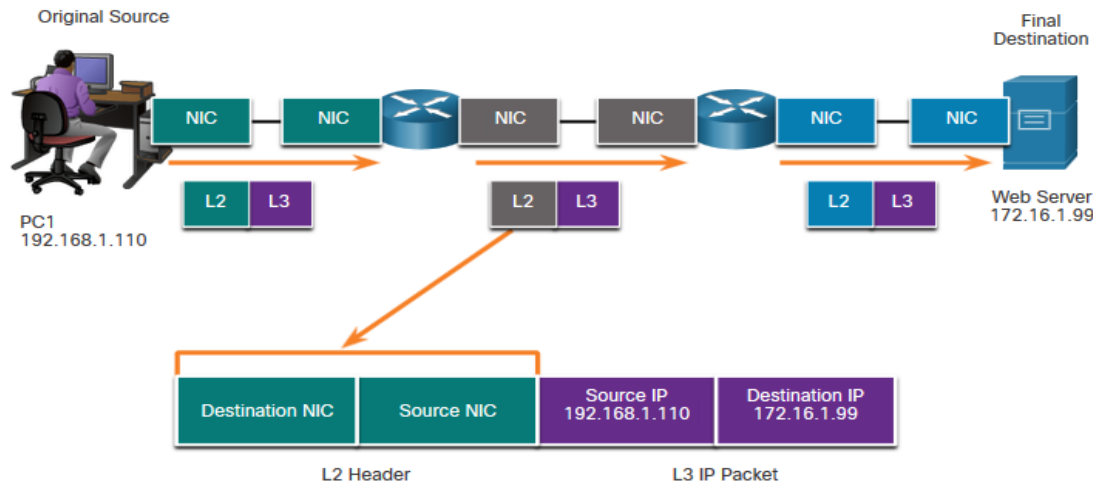 Original Source
Final
Destination
NIC
NIC
NIC
NIC
NIC
NIC
L2
L3
L2
L3
L2
L3
PC1
192.168.1.110
Web Server
172.16.1.99
Destination NIC
Source NIC
Source IP
192.168.1.110
Destination IP
172.16.1.99
L2 Header
L3 IP Packet